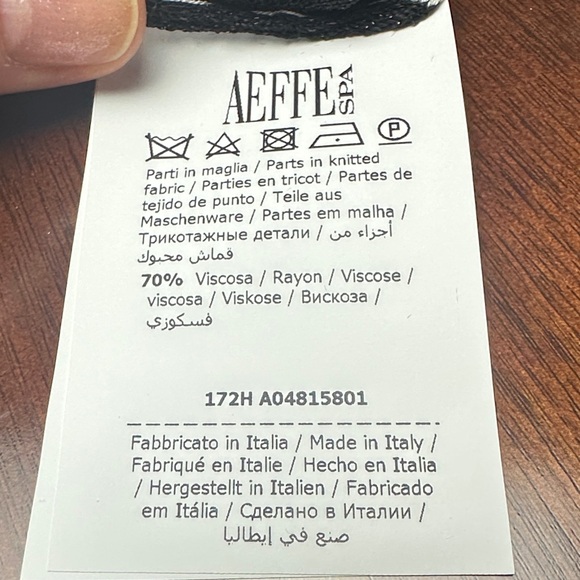 AEFFE SPA
P
Parti in maglia / Parts in knitted
fabric / Parties en tricot / Partes de
tejido de punto / Teile aus
Maschenware / Partes em malha /
Трикотажные детали / أجزاء من
قماش محبوك
70% Viscosa / Rayon / Viscose /
viscosa / Viskose / Вискоза /
فسكوزي
172H A04815801
Fabbricato in Italia / Made in Italy /
Fabriqué en Italie / Hecho en Italia
/ Hergestellt in Italien / Fabricado
em Itália / Сделано в Италии /
صنع في إيطاليا